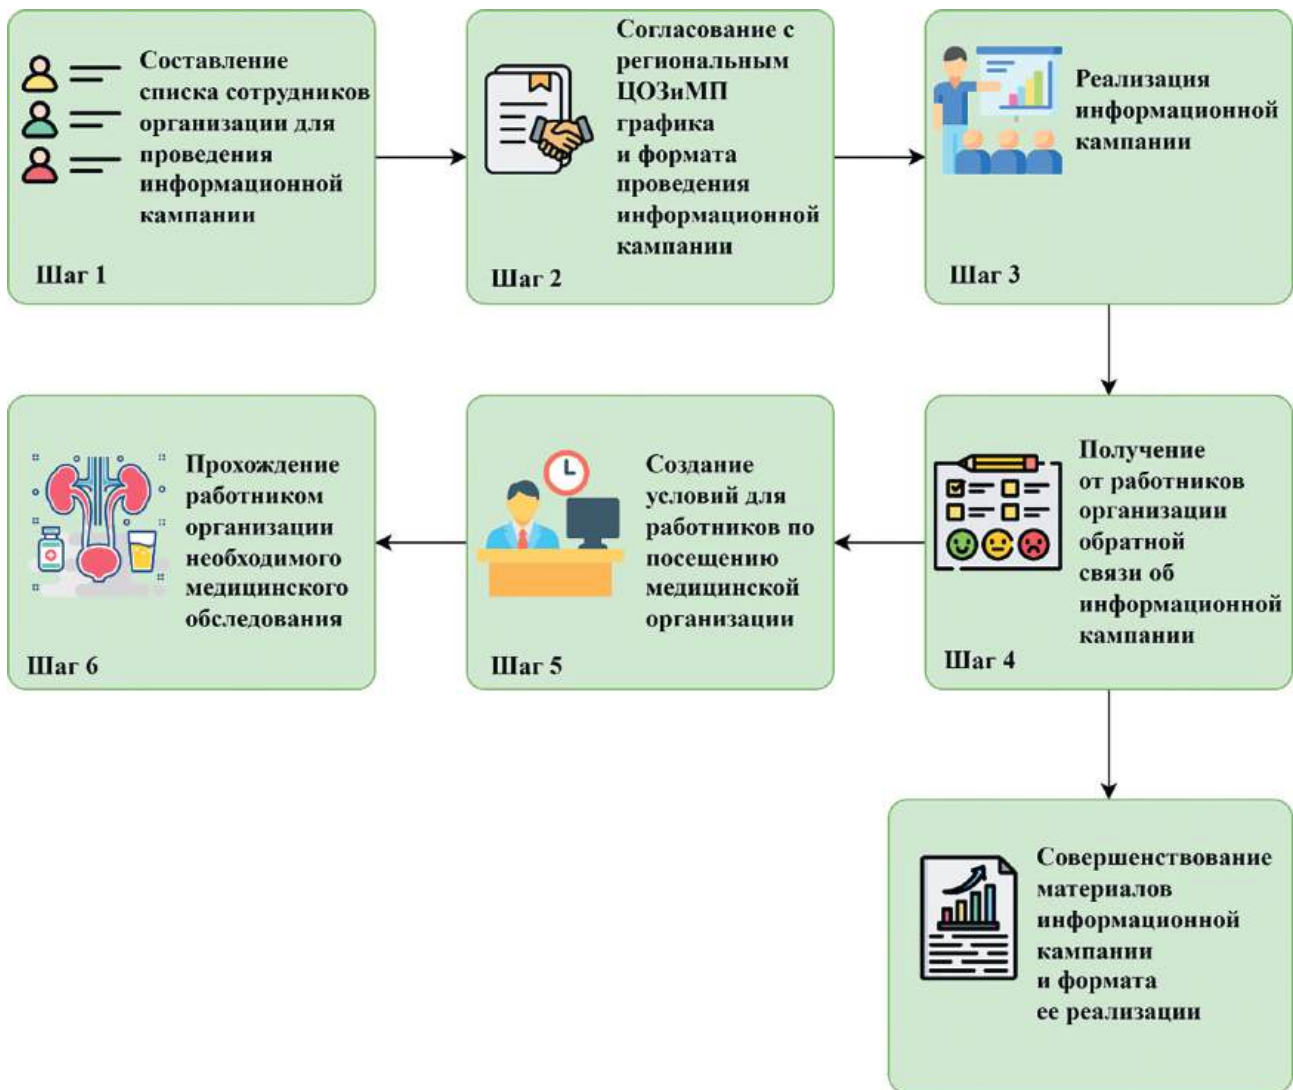 Составление
списка сотрудников
организации для
проведения
информационной
кампании
Шаг 1
Согласование с
региональным
ЦОЗиМП
графика
и формата
проведения
информационной
кампании
Шаг 2
Реализация
информационной
кампании
Шаг 3
Получение
от работников
организации
обратной
связи об
информационной
кампании
Шаг 4
Создание
условий для
работников по
посещению
медицинской
организации
Шаг 5
Прохождение
работником
организации
необходимого
медицинского
обследования
Шаг 6
Совершенствование
материалов
информационной
кампании
и формата
ее реализации